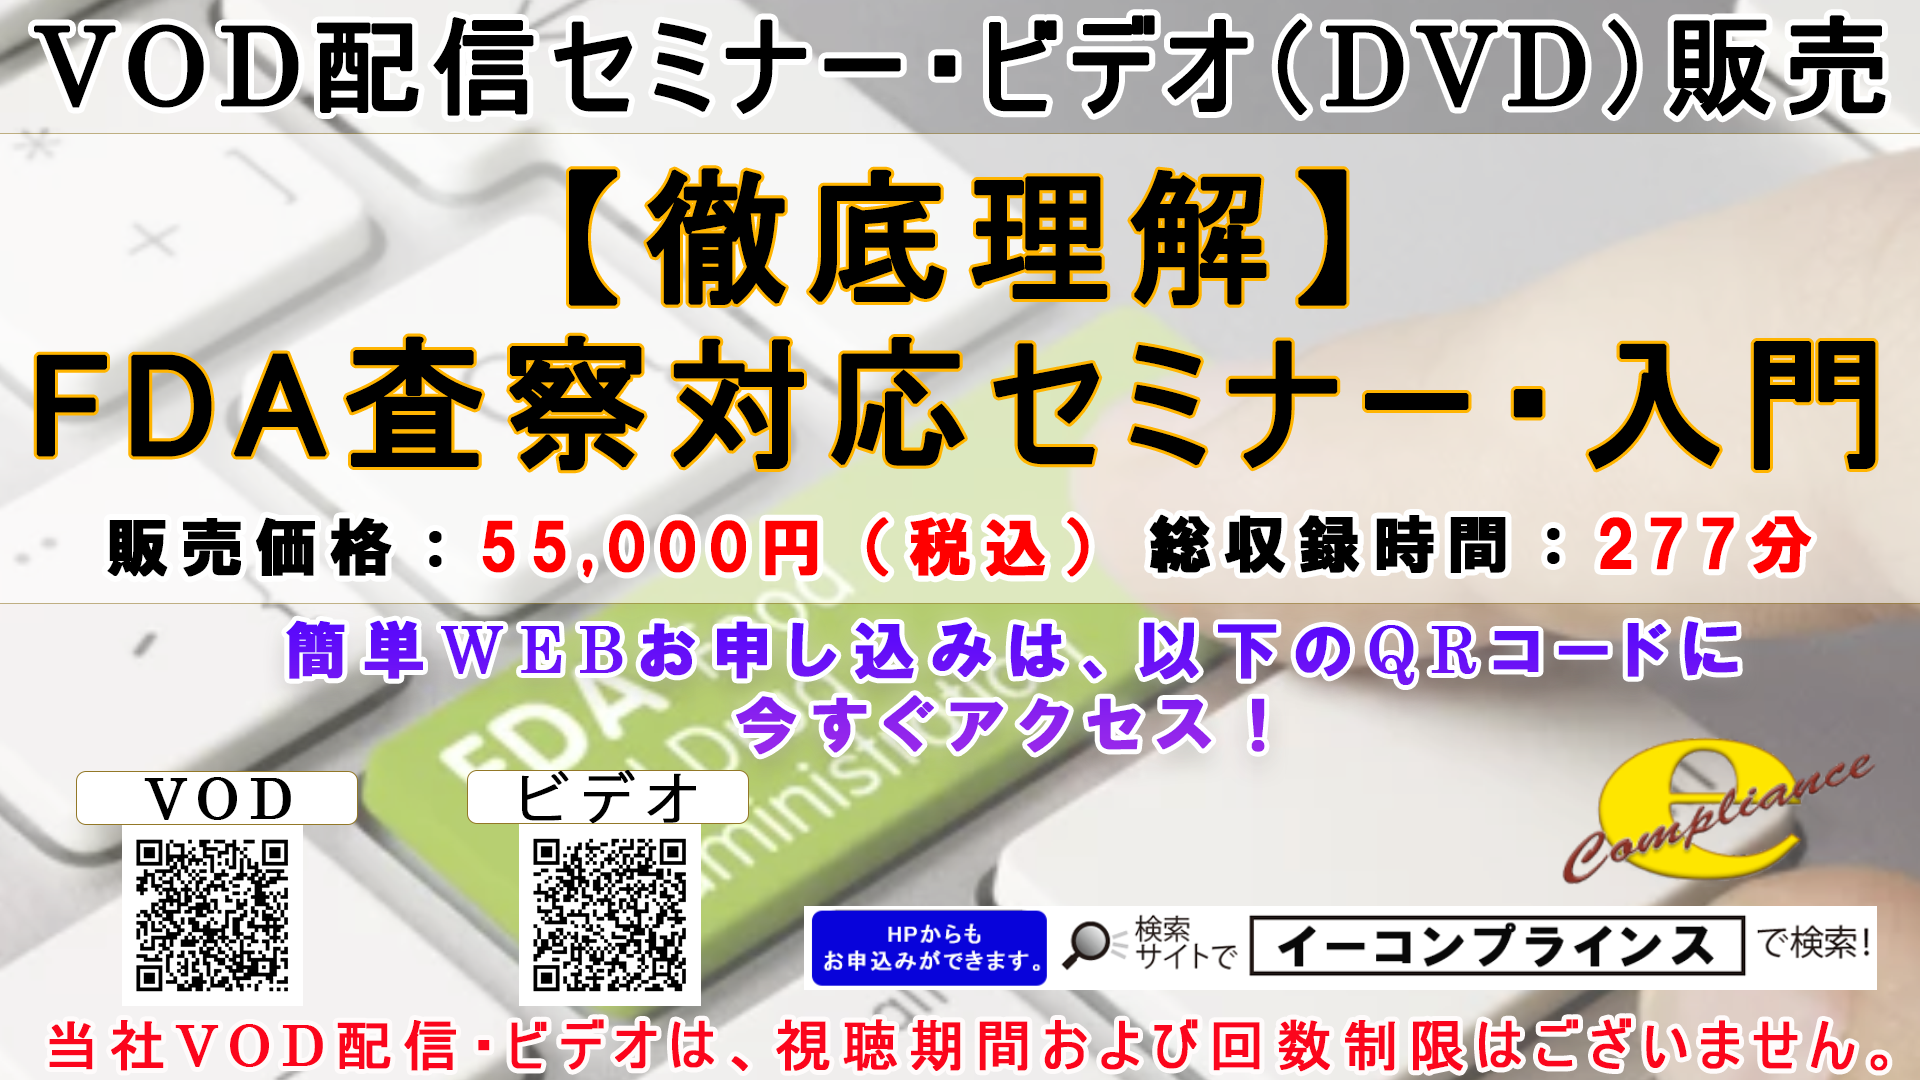 VOD配信セミナー・ビデオ(DVD)販売
【徹底理解】
FDA査察対応セミナー・入門
販売価格：55,000円（税込） 総収録時間：277分
簡単WEBお申し込みは、以下のQRコードに
今すぐアクセス！
FDA Food
Drug
ministration
VOD
ビデオ
e
Compliance
HPからも
お申込みができます。
検索
サイトで
イーコンプラインス
で検索!
当社VOD配信・ビデオは、視聴期間および回数制限はございません。